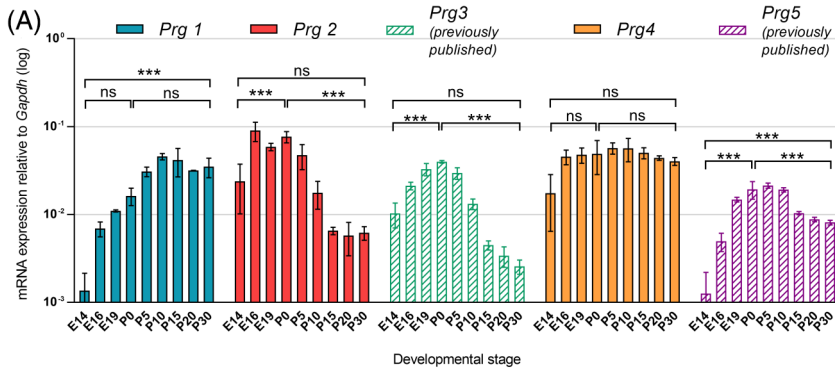 (A)
Prg 1
Prg 2
Prg3
(previously
published)
Prg4
Prg5
(previously
published)
mRNA expression relative to Gapdh (log)
10⁰
10⁻¹
10⁻²
10⁻³
***
ns
ns
ns
***
***
ns
***
***
ns
ns
ns
***
***
***
E14 E16 E19 P0 P5 P10 P15 P20 P30
E14 E16 E19 P0 P5 P10 P15 P20 P30
E14 E16 E19 P0 P5 P10 P15 P20 P30
E14 E16 E19 P0 P5 P10 P15 P20 P30
E14 E16 E19 P0 P5 P10 P15 P20 P30
Developmental stage